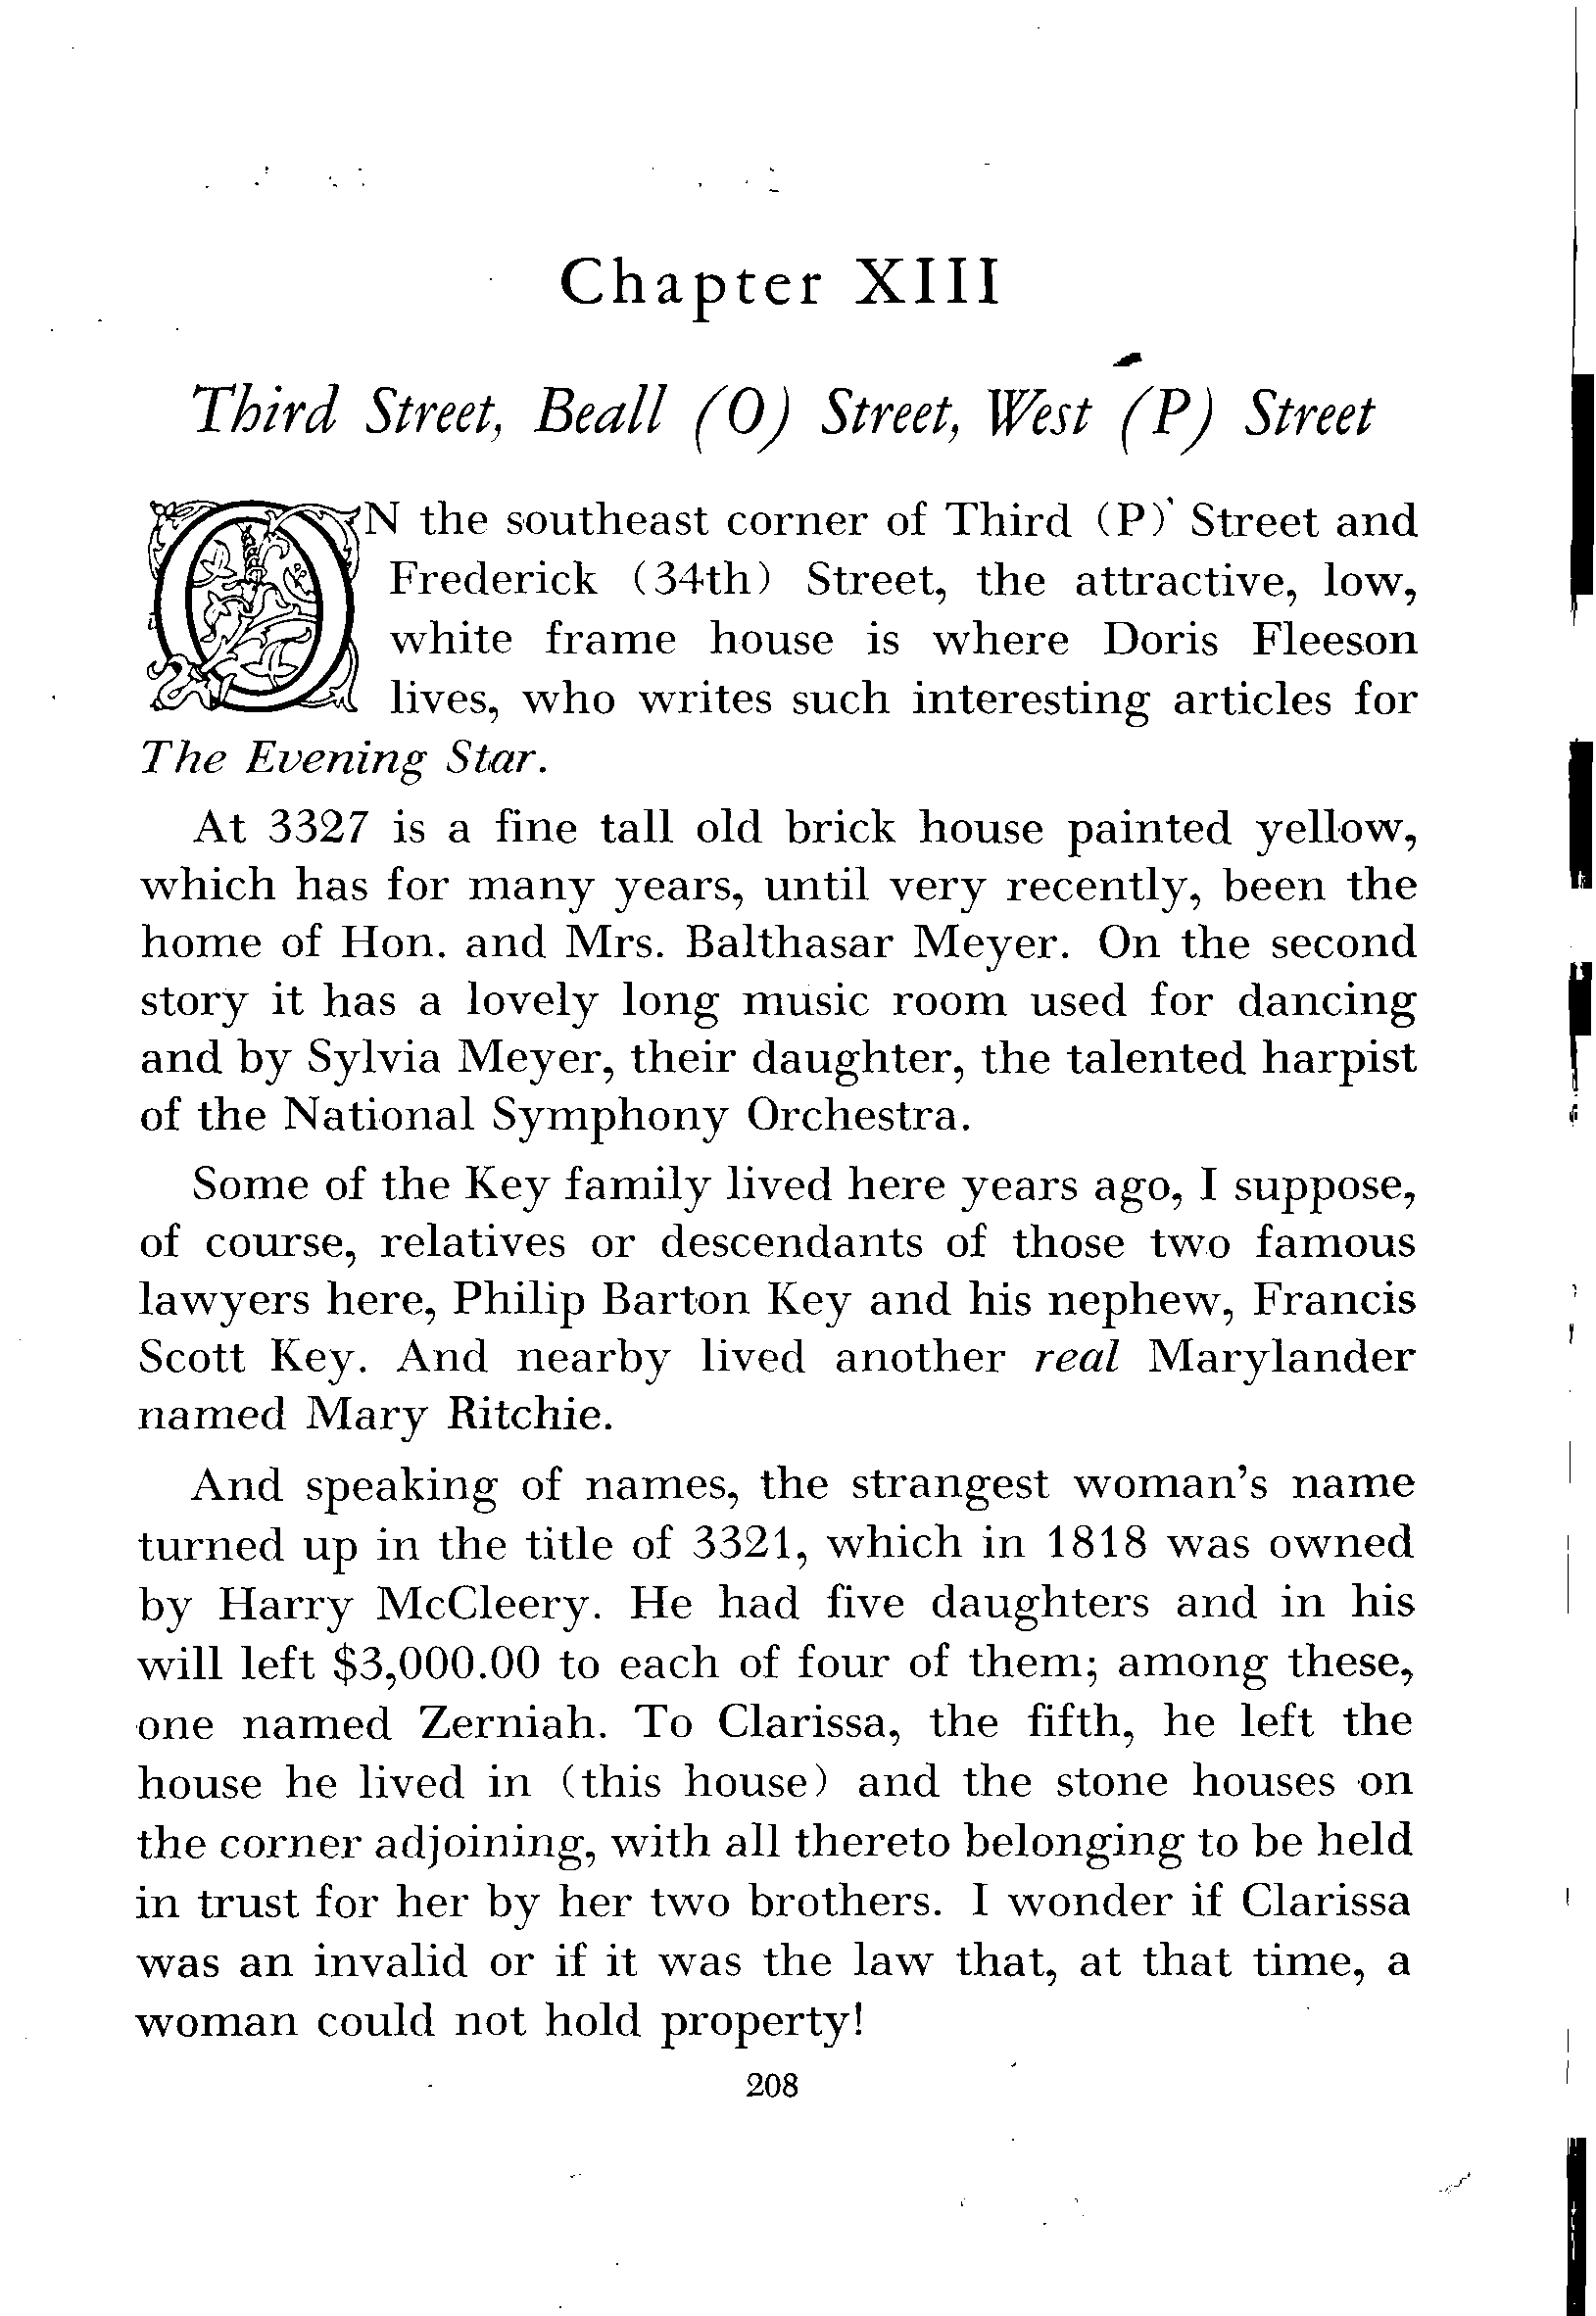 Chapter XIII
Third Street, Beall (O) Street, West (P) Street
ON the southeast corner of Third (P) Street and
Frederick (34th) Street, the attractive, low,
white frame house is where Doris Fleeson
lives, who writes such interesting articles for
The Evening Star.
At 3327 is a fine tall old brick house painted yellow,
which has for many years, until very recently, been the
home of Hon. and Mrs. Balthasar Meyer. On the second
story it has a lovely long music room used for dancing
and by Sylvia Meyer, their daughter, the talented harpist
of the National Symphony Orchestra.
Some of the Key family lived here years ago, I suppose,
of course, relatives or descendants of those two famous
lawyers here, Philip Barton Key and his nephew, Francis
Scott Key. And nearby lived another real Marylander
named Mary Ritchie.
And speaking of names, the strangest woman's name
turned up in the title of 3321, which in 1818 was owned
by Harry McCleery. He had five daughters and in his
will left $3,000.00 to each of four of them; among these,
one named Zerniah. To Clarissa, the fifth, he left the
house he lived in (this house) and the stone houses on
the corner adjoining, with all thereto belonging to be held
in trust for her by her two brothers. I wonder if Clarissa
was an invalid or if it was the law that, at that time, a
woman could not hold property!
208